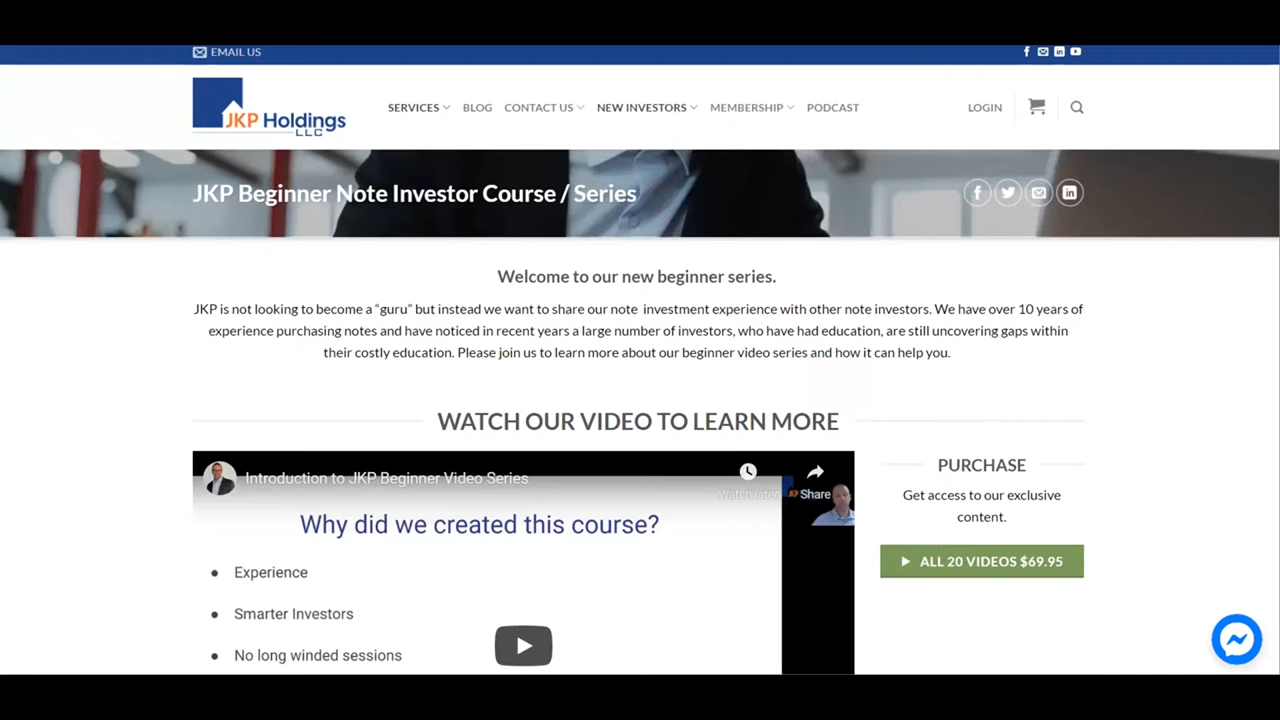 EMAIL US
JKP Holdings
LLC
SERVICES BLOG CONTACT US NEW INVESTORS MEMBERSHIP PODCAST LOGIN
JKP Beginner Note Investor Course / Series
Welcome to our new beginner series.
JKP is not looking to become a “guru” but instead we want to share our note investment experience with other note investors. We have over 10 years of
experience purchasing notes and have noticed in recent years a large number of investors, who have had education, are still uncovering gaps within
their costly education. Please join us to learn more about our beginner video series and how it can help you.
WATCH OUR VIDEO TO LEARN MORE
Introduction to JKP Beginner Video Series
Watch later
JKP Share
Why did we created this course?
Experience
Smarter Investors
No long winded sessions
PURCHASE
Get access to our exclusive
content.
ALL 20 VIDEOS $69.95